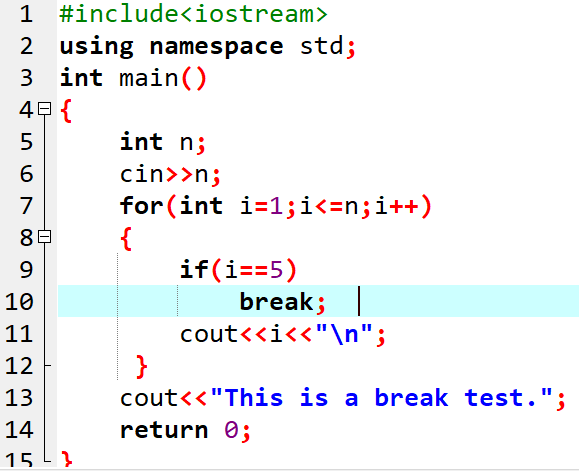 1 #include<iostream>
2 using namespace std;
3 int main()
4 {
5 int n;
6 cin>>n;
7 for(int i=1;i<=n;i++)
8 {
9 if(i==5)
10 break;
11 cout<<i<<"\n";
12 }
13 cout<<"This is a break test.";
14 return 0;
15 }